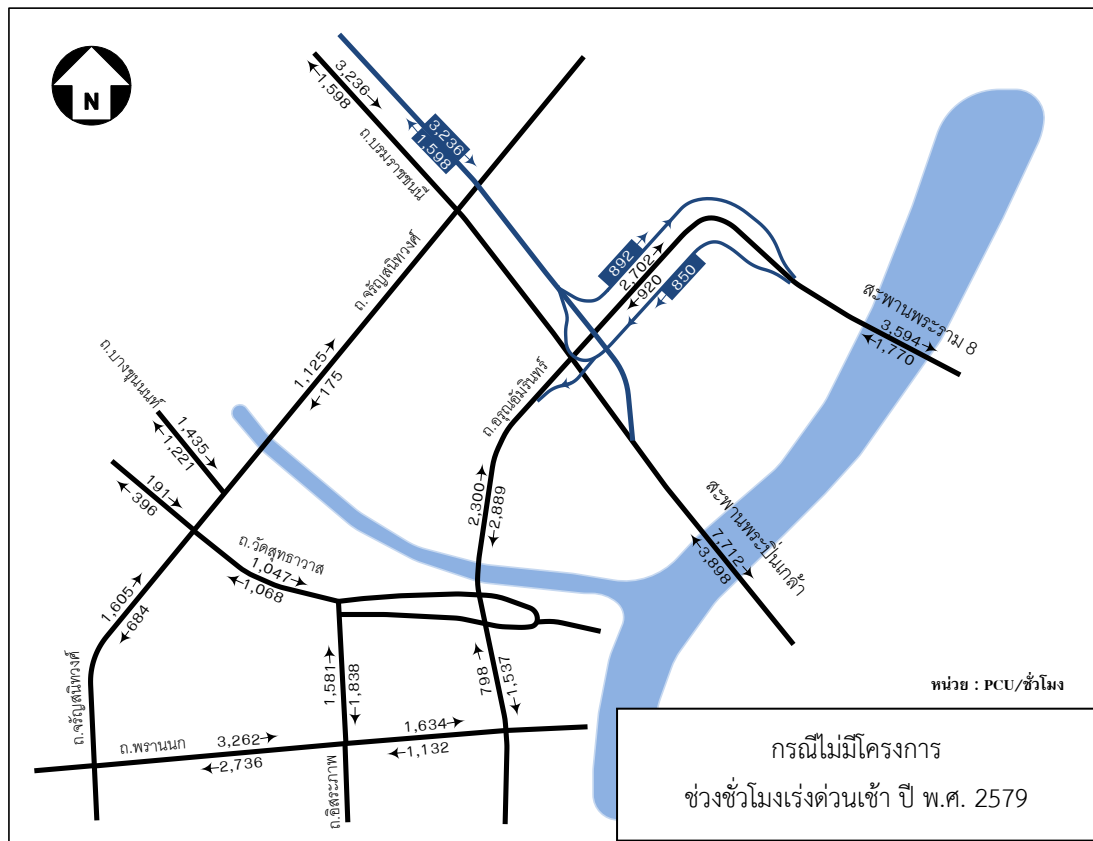 N
3,236
1,598
ถ.บรมราชชนนี
3,236
1,598
ถ.จรัญสนิทวงศ์
892
2,702
920
850
สะพานพระราม 8
3,594
1,770
1,125
175
ถ.บางขุนนนท์
1,435
1,221
ถ.อรุณอัมรินทร์
191
396
2,300
2,889
สะพานพระปิ่นเกล้า
7,712
3,898
ถ.วัดสุทธาวาส
1,047
1,068
1,605
684
1,581
1,838
798
1,537
ถ.จรัญสนิทวงศ์
ถ.พรานนก
3,262
2,736
1,634
1,132
ถ.อิสระภาพ
หน่วย : PCU/ชั่วโมง
กรณีไม่มีโครงการ
ช่วงชั่วโมงเร่งด่วนเช้า ปี พ.ศ. 2579